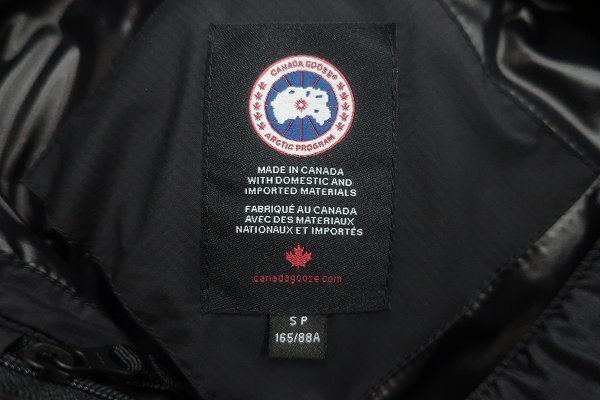 CANADA GOOSE®
ARCTIC PROGRAM
MADE IN CANADA
WITH DOMESTIC AND
IMPORTED MATERIALS
FABRIQUÉ AU CANADA
AVEC DES MATERIAUX
NATIONAUX ET IMPORTÉS
canadagoose.com
SP
165/88A